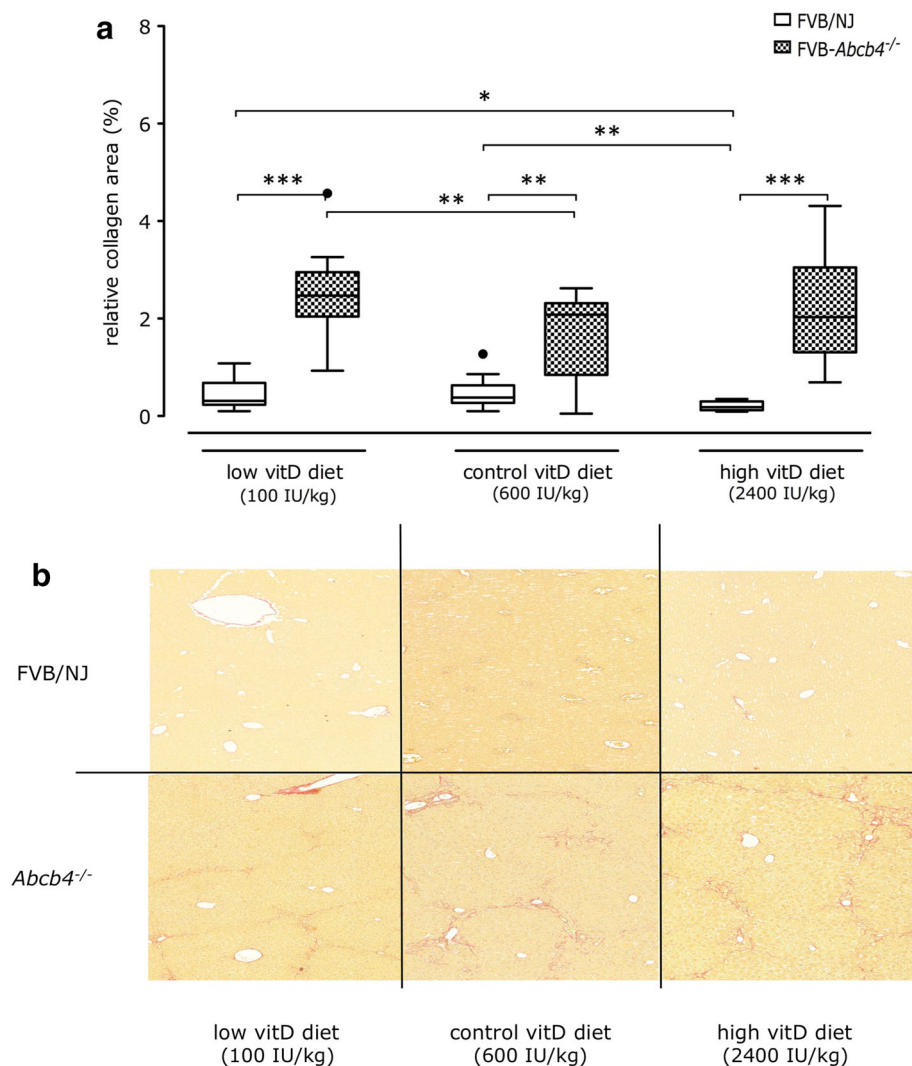 a
8
6
4
2
0
relative collagen area (%)
FVB/NJ
FVB-Abcb4-/-
*
**
***
**
**
***
low vitD diet
(100 IU/kg)
control vitD diet
(600 IU/kg)
high vitD diet
(2400 IU/kg)
b
FVB/NJ
Abcb4-/-
low vitD diet
(100 IU/kg)
control vitD diet
(600 IU/kg)
high vitD diet
(2400 IU/kg)